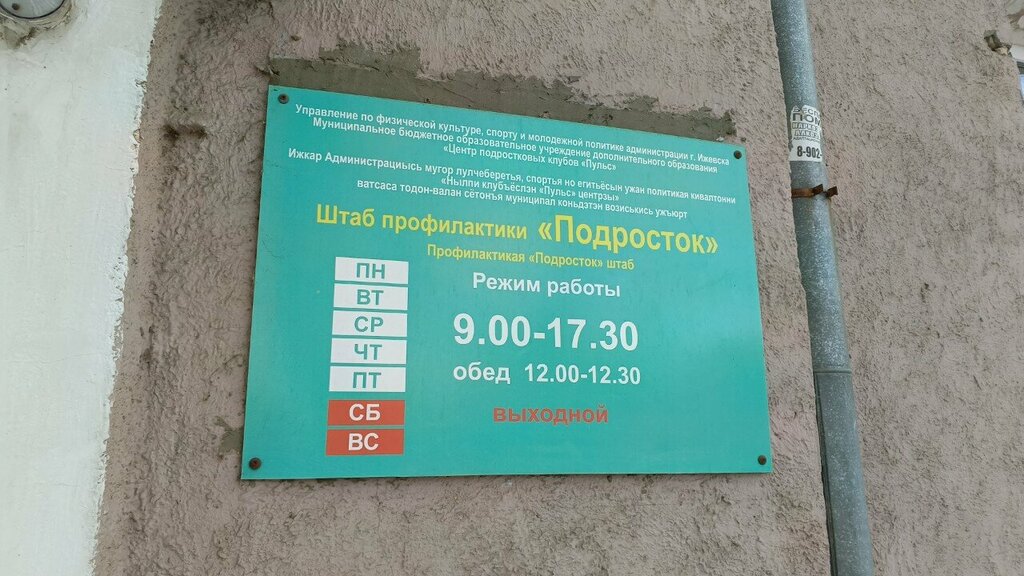 Управление по физической культуре, спорту и молодежной политике администрации г. Ижевска
Муниципальное бюджетное образовательное учреждение дополнительного образования
«Центр подростковых клубов «Пульс»
Ижкар Администрациысь мугор лулчеберетъя, спортъя но егитъёсын ужан политикая кивалтонни
«Нылпи клубъёслэн «Пульс» центрзы»
ватсаса тодон-валан сётонъя муниципал коньдэтэн возиськись ужъюрт
Штаб профилактики «Подросток»
Профилактикая «Подросток» штаб
Режим работы
ПН
ВТ
СР
ЧТ
ПТ
9.00-17.30
обед 12.00-12.30
СБ
ВС
выходной
8-902-